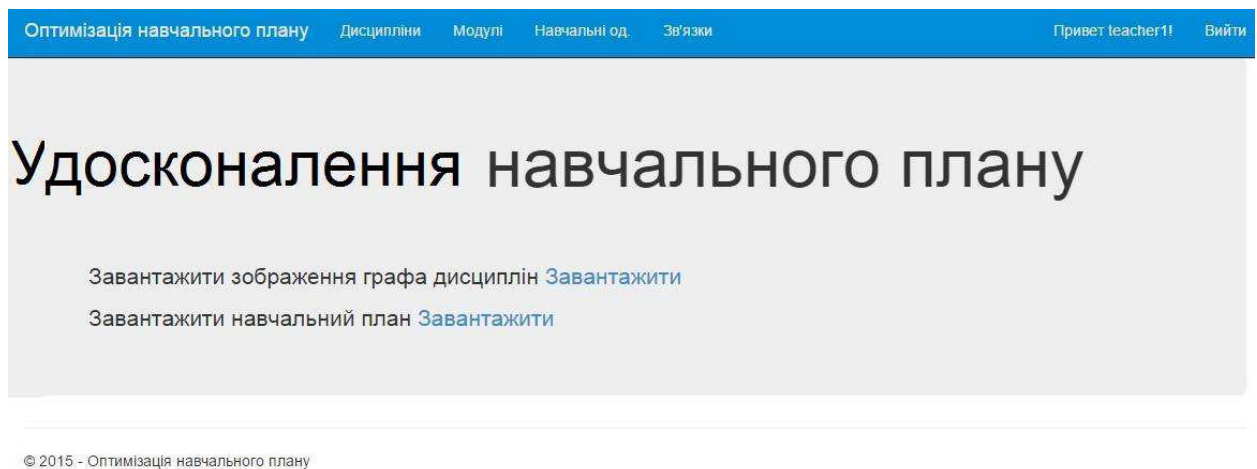 Оптимізація навчального плану Дисципліни Модулі Навчальні од. Зв'язки Привет teacher1! Выйти
Удосконалення навчального плану
Завантажити зображення графа дисциплін Завантажити
Завантажити навчальний план Завантажити
© 2015 - Оптимізація навчального плану